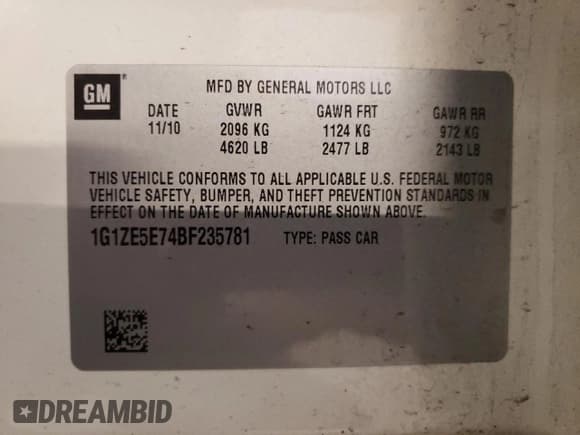 GM ®
MFD BY GENERAL MOTORS LLC
DATE GVWR GAWR FRT GAWR RR
11/10 2096 KG 1124 KG 972 KG
4620 LB 2477 LB 2143 LB
THIS VEHICLE CONFORMS TO ALL APPLICABLE U.S. FEDERAL MOTOR
VEHICLE SAFETY, BUMPER, AND THEFT PREVENTION STANDARDS IN
EFFECT ON THE DATE OF MANUFACTURE SHOWN ABOVE.
1G1ZE5E74BF235781 TYPE: PASS CAR
DREAMBID